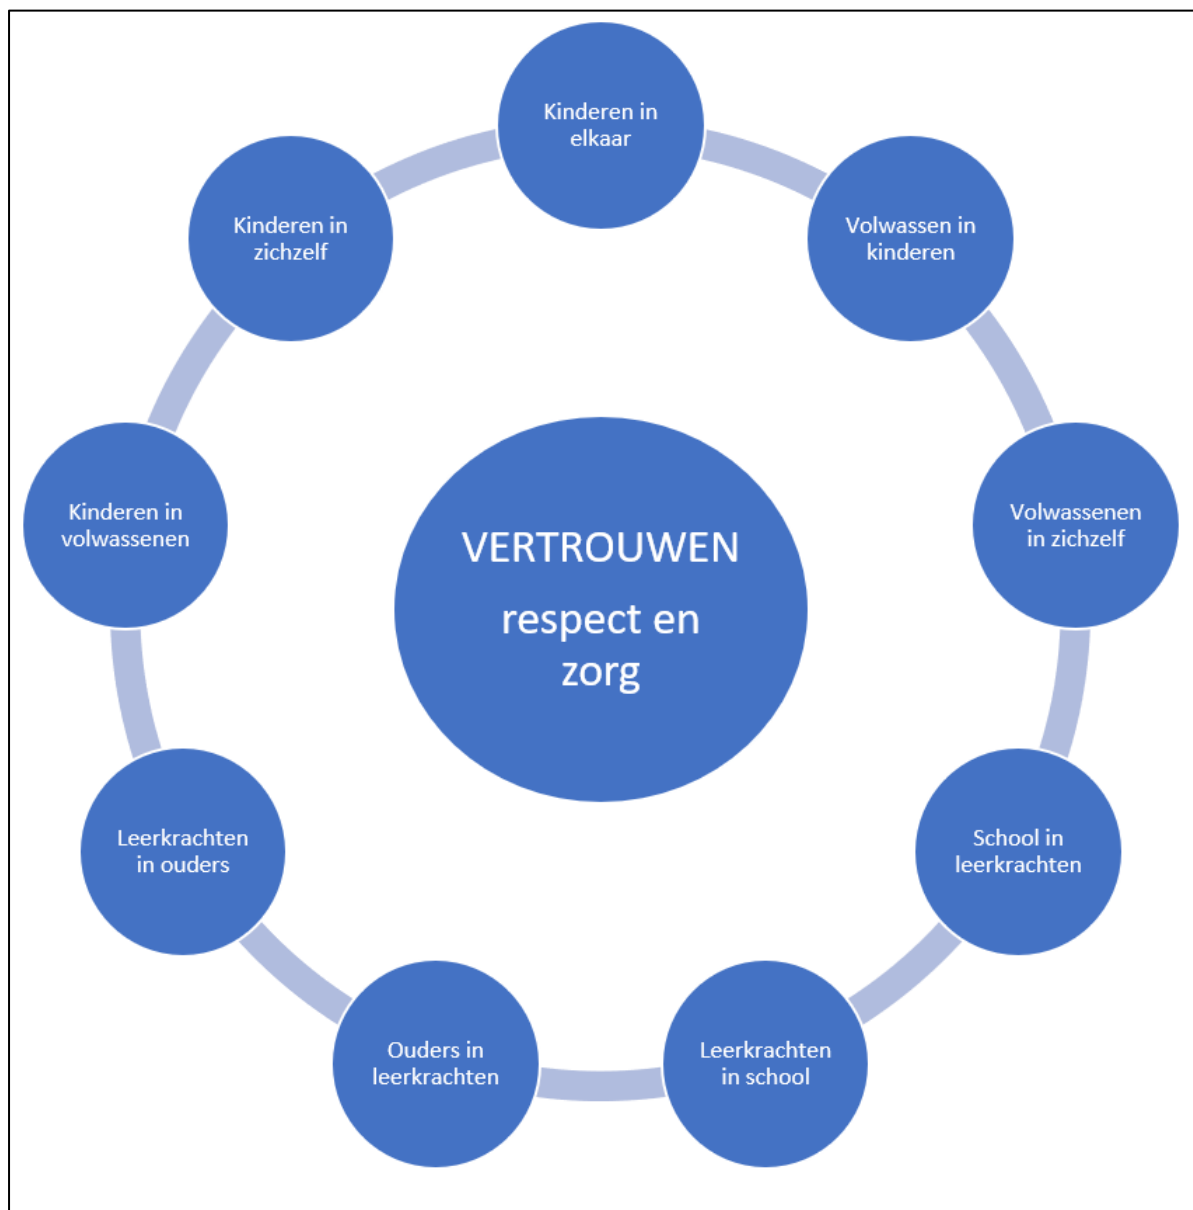 Kinderen in
elkaar
Volwassen in
kinderen
Volwassenen
in zichzelf
School in
leerkrachten
Leerkrachten
in school
Ouders in
leerkrachten
Leerkrachten
in ouders
Kinderen in
volwassenen
Kinderen in
zichzelf
VERTROUWEN
respect en
zorg